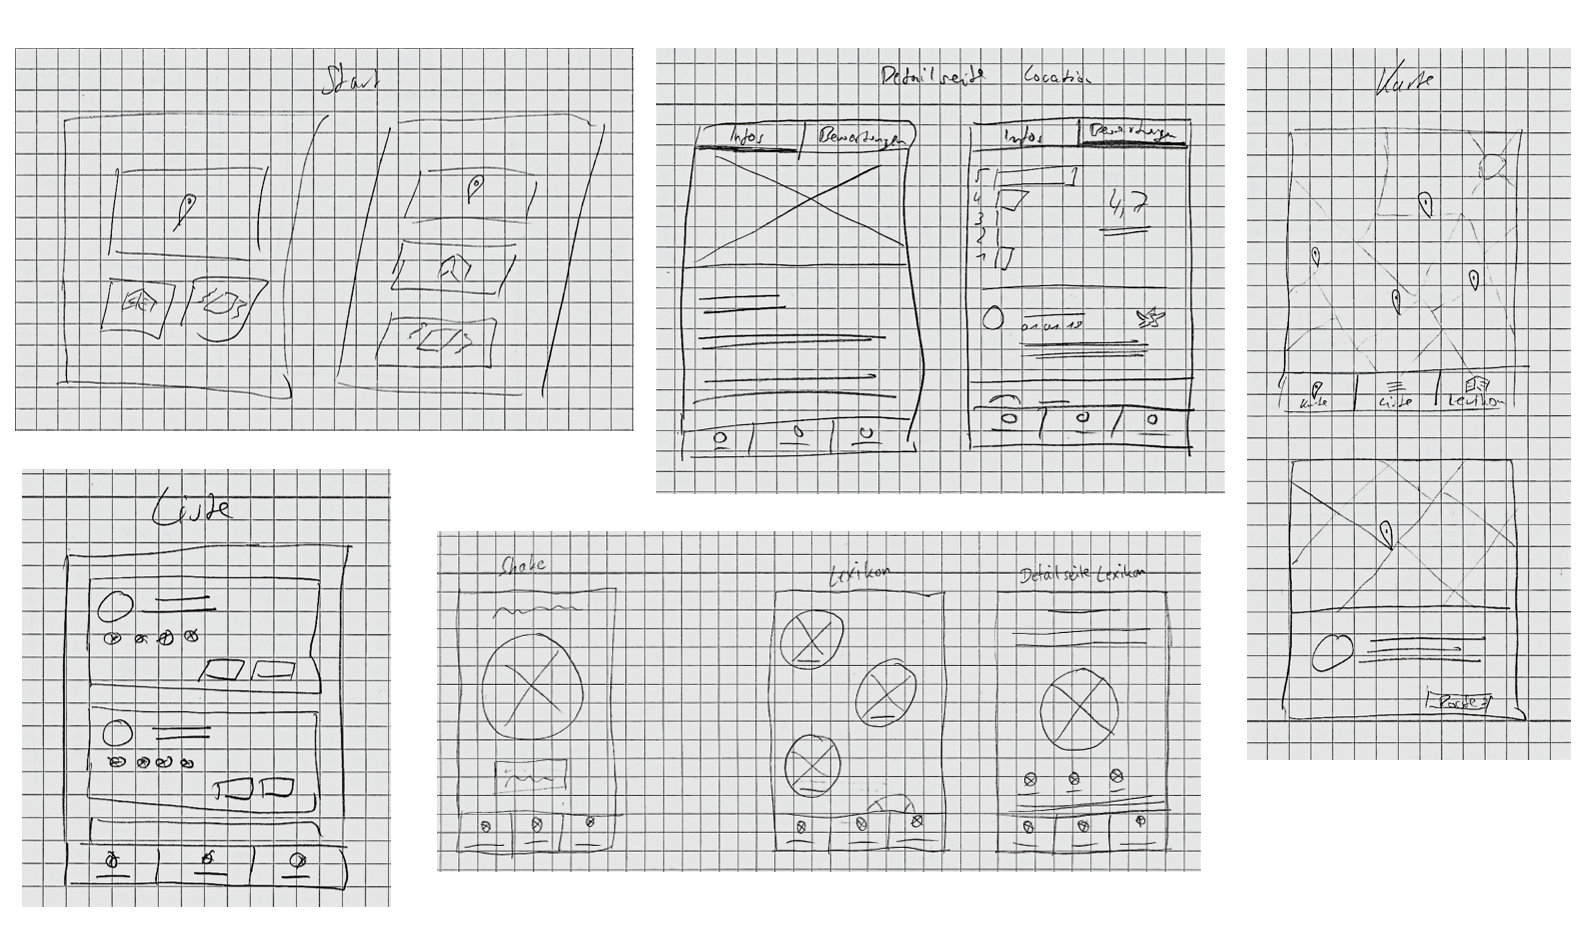 Start
Detailseite Location
Infos
Bewertungen
Infos
Bewertungen
5
4
3
2
1
4,7
01.01.18
Karte
Karte
Liste
Lexikon
Liste
Shake
Lexikon
Detailseite Lexikon